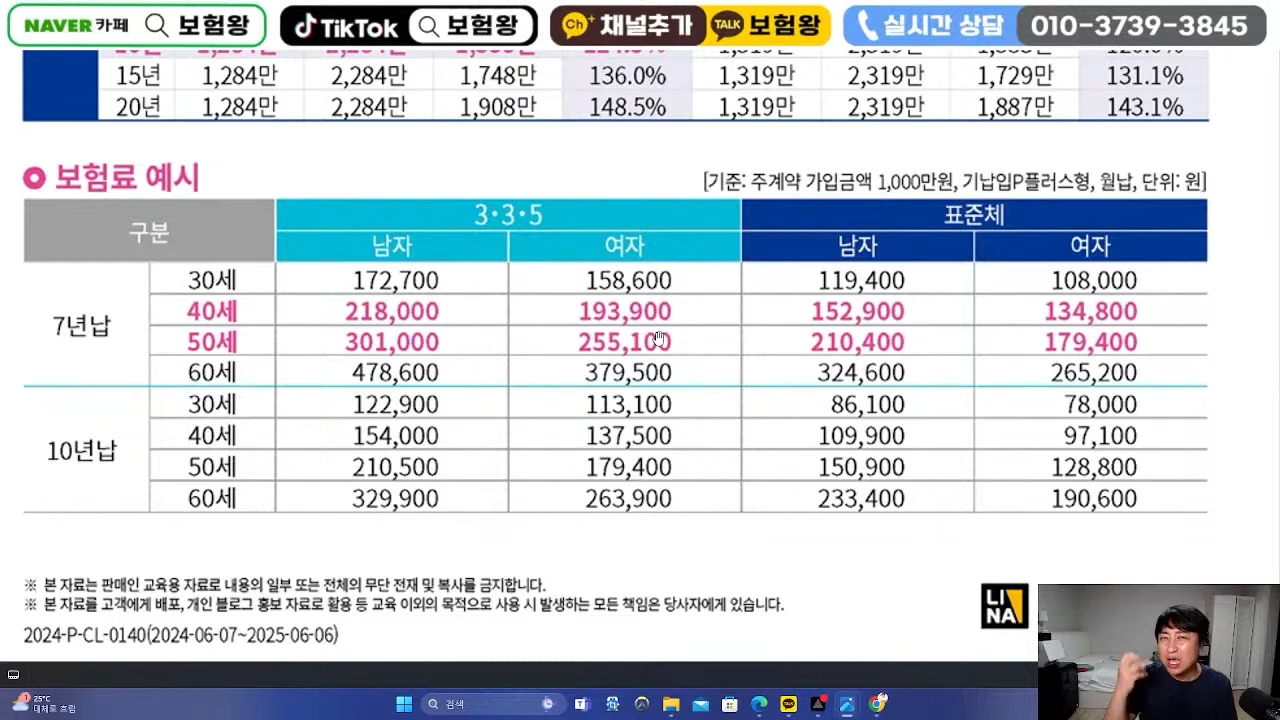 NAVER 카페 보험왕 TikTok 보험왕 Ch+ 채널추가 TALK 보험왕 실시간 상담 010-3739-3845
15년 1,284만 2,284만 1,748만 136.0% 1,319만 2,319만 1,729만 131.1%
20년 1,284만 2,284만 1,908만 148.5% 1,319만 2,319만 1,887만 143.1%
보험료 예시
[기준: 주계약 가입금액 1,000만원, 기납입P플러스형, 월납, 단위: 원]
구분 3·3·5 표준체
남자 여자 남자 여자
7년납
30세 172,700 158,600 119,400 108,000
40세 218,000 193,900 152,900 134,800
50세 301,000 255,100 210,400 179,400
60세 478,600 379,500 324,600 265,200
10년납
30세 122,900 113,100 86,100 78,000
40세 154,000 137,500 109,900 97,100
50세 210,500 179,400 150,900 128,800
60세 329,900 263,900 233,400 190,600
※ 본 자료는 판매인 교육용 자료로 내용의 일부 또는 전체의 무단 전재 및 복사를 금지합니다.
※ 본 자료를 고객에게 배포, 개인 블로그 홍보 자료로 활용 등 교육 이외의 목적으로 사용 시 발생하는 모든 책임은 당사자에게 있습니다.
2024-P-CL-0140(2024-06-07~2025-06-06)
LI
NA
25°C
대체로 흐림
검색
TALK